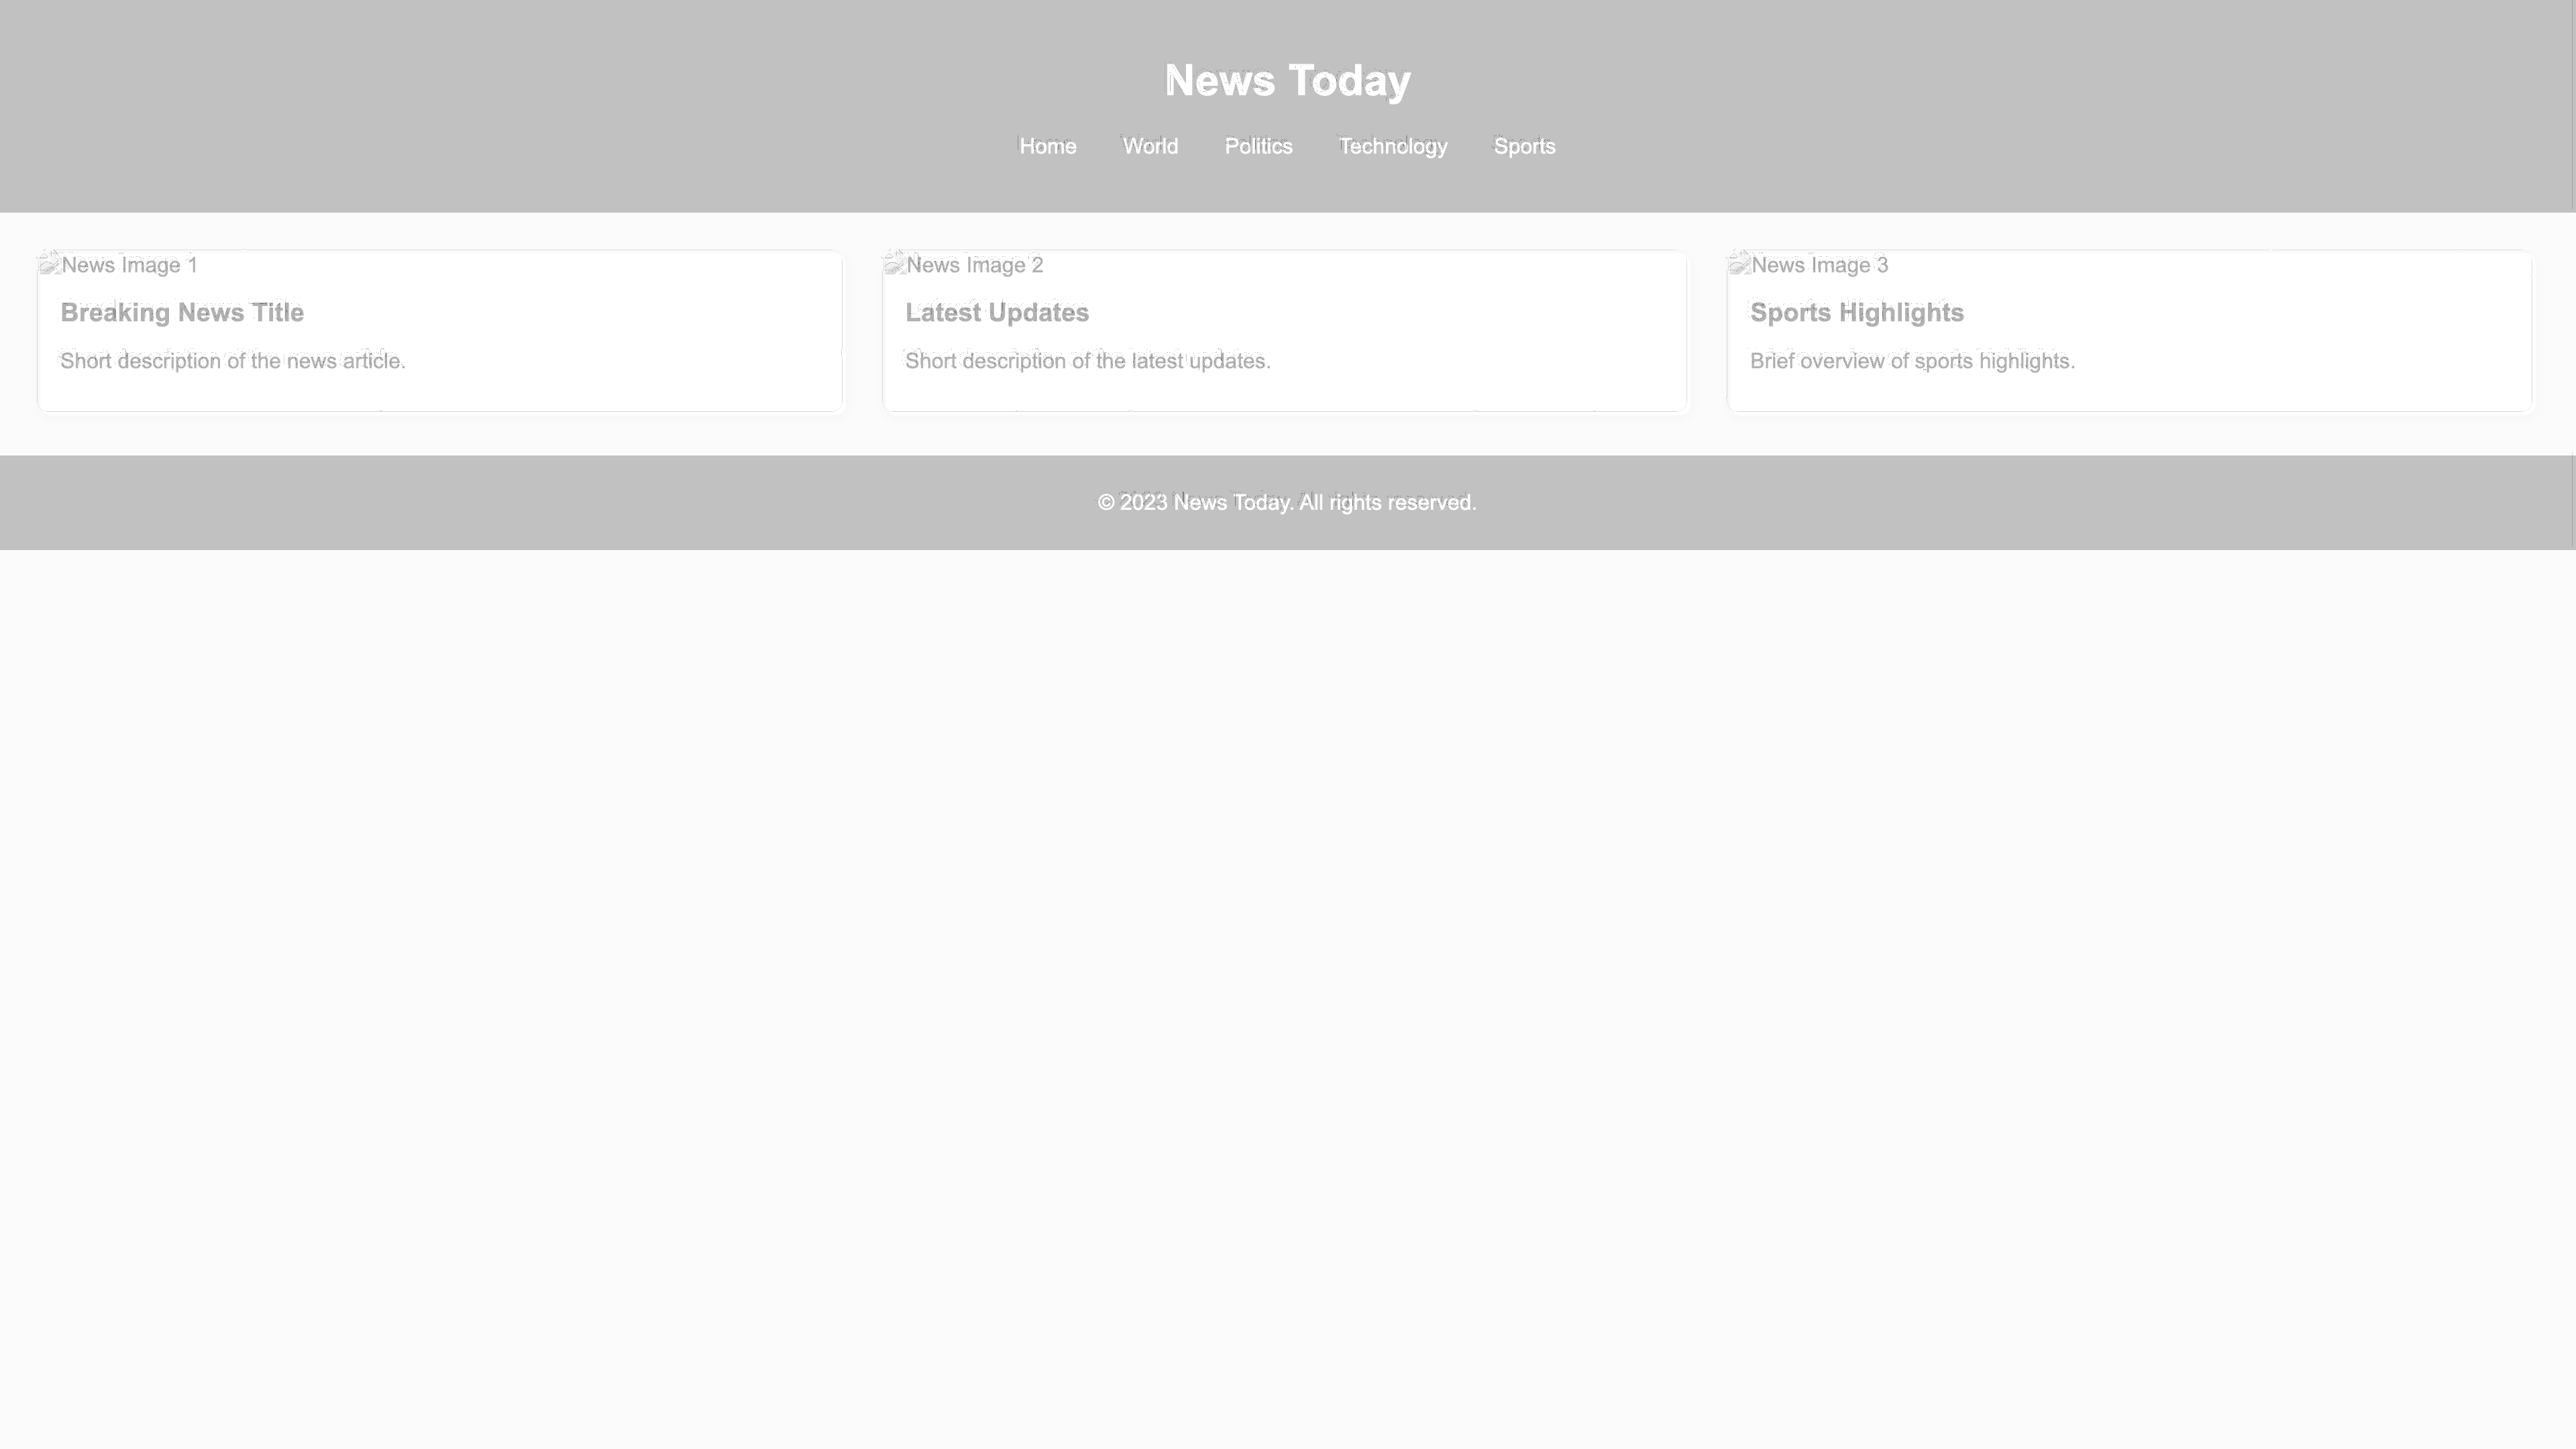 News Today
Home World Politics Technology Sports
News Image 1
Breaking News Title
Short description of the news article.
News Image 2
Latest Updates
Short description of the latest updates.
News Image 3
Sports Highlights
Brief overview of sports highlights.
© 2023 News Today. All rights reserved.